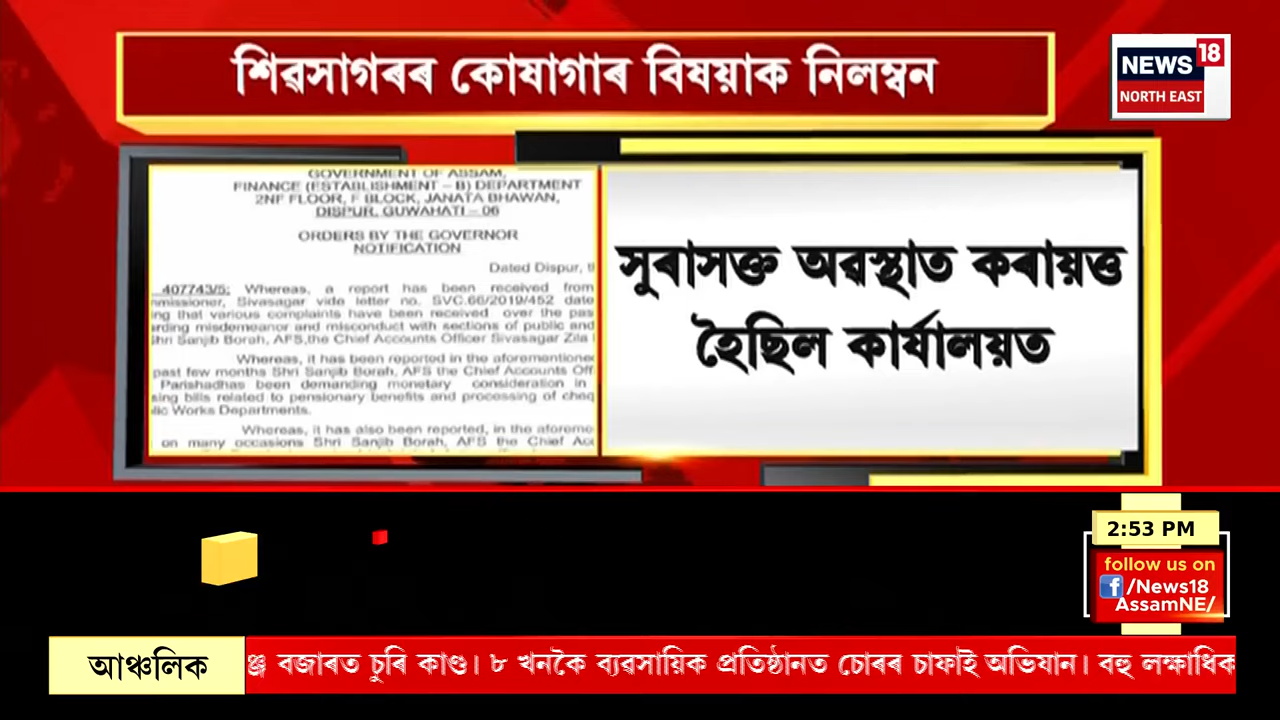 শিৱসাগৰৰ কোষাগাৰ বিষয়াক নিলম্বন
NEWS 18
NORTH EAST
GOVERNMENT OF ASSAM,
FINANCE (ESTABLISHMENT – B) DEPARTMENT
2NF FLOOR, F BLOCK, JANATA BHAWAN,
DISPUR, GUWAHATI – 06
ORDERS BY THE GOVERNOR
NOTIFICATION
Dated Dispur, t
407743/5: Whereas, a report has been received from
nmissioner, Sivasagar vide letter no. SVC.66/2019/452 date
ing that various complaints have been received over the pas
arding misdemeanor and misconduct with sections of public and
Shri Sanjib Borah, AFS,the Chief Accounts Officer Sivasagar Zila
Whereas, it has been reported in the aforementioned
past few months Shri Sanjib Borah, AFS the Chief Accounts Off
Parishadhas been demanding monetary consideration in
sing bills related to pensionary benefits and processing of cheq
lic Works Departments.
Whereas, it has also been reported, in the aforeme
on many occasions Shri Sanjib Borah, AFS the Chief Acc
সুৰাসক্ত অৱস্থাত কৰায়ত্ত
হৈছিল কাৰ্যালয়ত
2:53 PM
follow us on
/News18
AssamNE/
আঞ্চলিক
ঞ্জ বজাৰত চুৰি কাণ্ড। ৮ খনকৈ ব্যৱসায়িক প্ৰতিষ্ঠানত চোৰৰ চাফাই অভিযান। বহু লক্ষাধিক